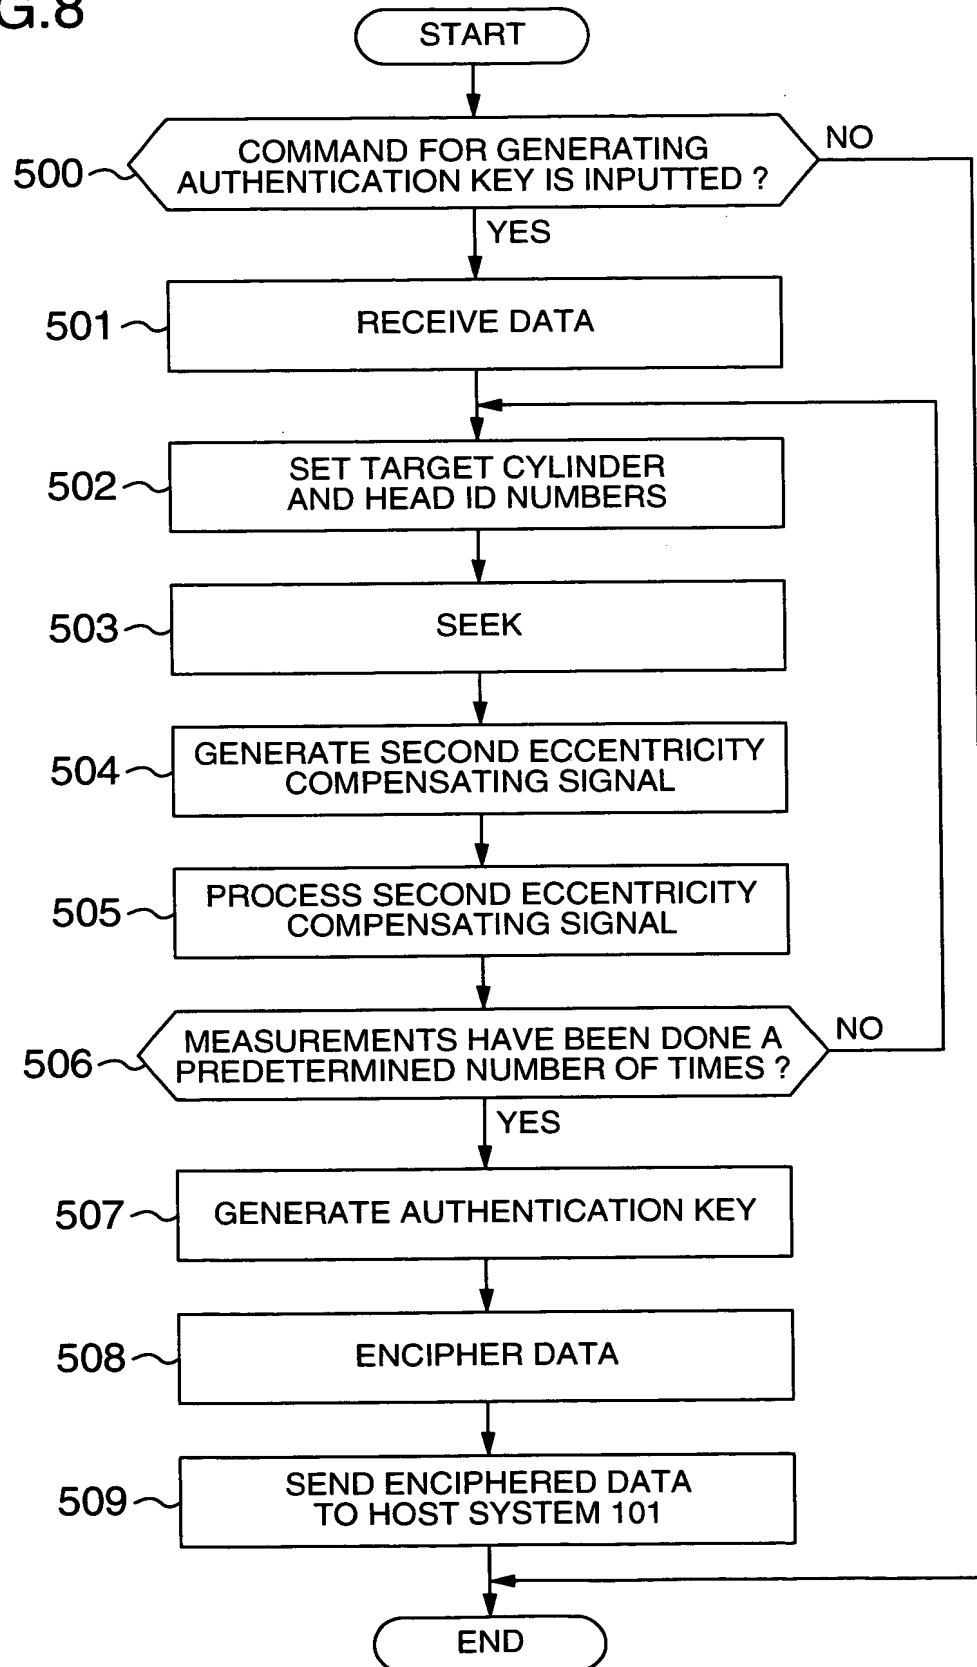 G.8
START
COMMAND FOR GENERATING
AUTHENTICATION KEY IS INPUTTED ?
NO
500
YES
501
RECEIVE DATA
502
SET TARGET CYLINDER
AND HEAD ID NUMBERS
503
SEEK
504
GENERATE SECOND ECCENTRICITY
COMPENSATING SIGNAL
505
PROCESS SECOND ECCENTRICITY
COMPENSATING SIGNAL
506
MEASUREMENTS HAVE BEEN DONE A
PREDETERMINED NUMBER OF TIMES ?
NO
YES
507
GENERATE AUTHENTICATION KEY
508
ENCIPHER DATA
509
SEND ENCIPHERED DATA
TO HOST SYSTEM 101
END